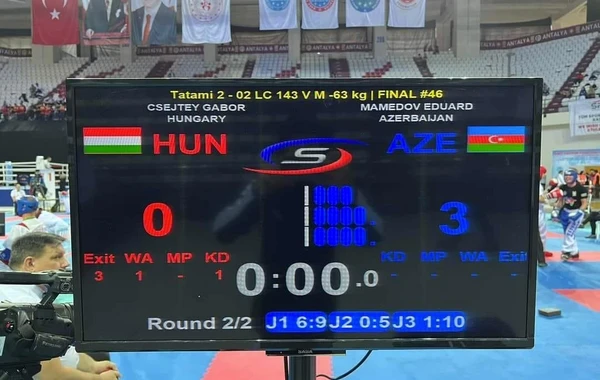 ANTALYA
Tatami 2 - 02 LC 143 V M -63 kg | FINAL #46
CSEJTEY GABOR
HUNGARY
MAMEDOV EDUARD
AZERBAIJAN
HUN
S
AZE
0
3
Exit WA MP KD
3 1 - 1
KD MP WA Exit
- - - -
0:00.0
Round 2/2 J1 6:9 J2 0:5 J3 1:10